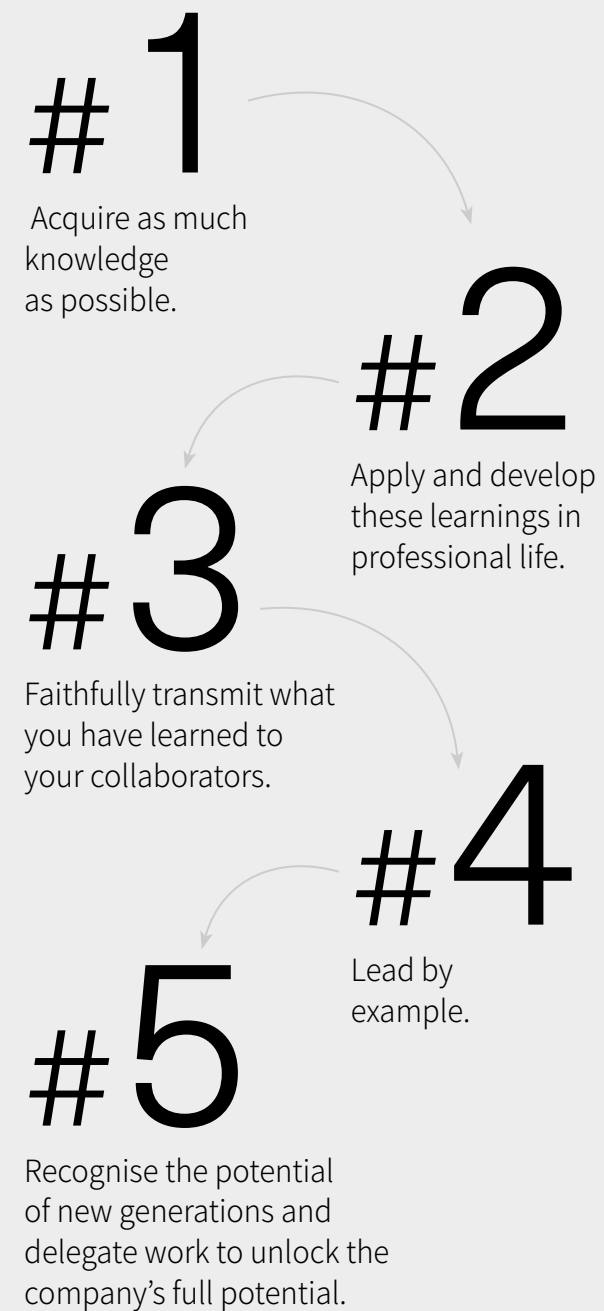 #1
Acquire as much
knowledge
as possible.
#2
Apply and develop
these learnings in
professional life.
#3
Faithfully transmit what
you have learned to
your collaborators.
#4
Lead by
example.
#5
Recognise the potential
of new generations and
delegate work to unlock the
company’s full potential.